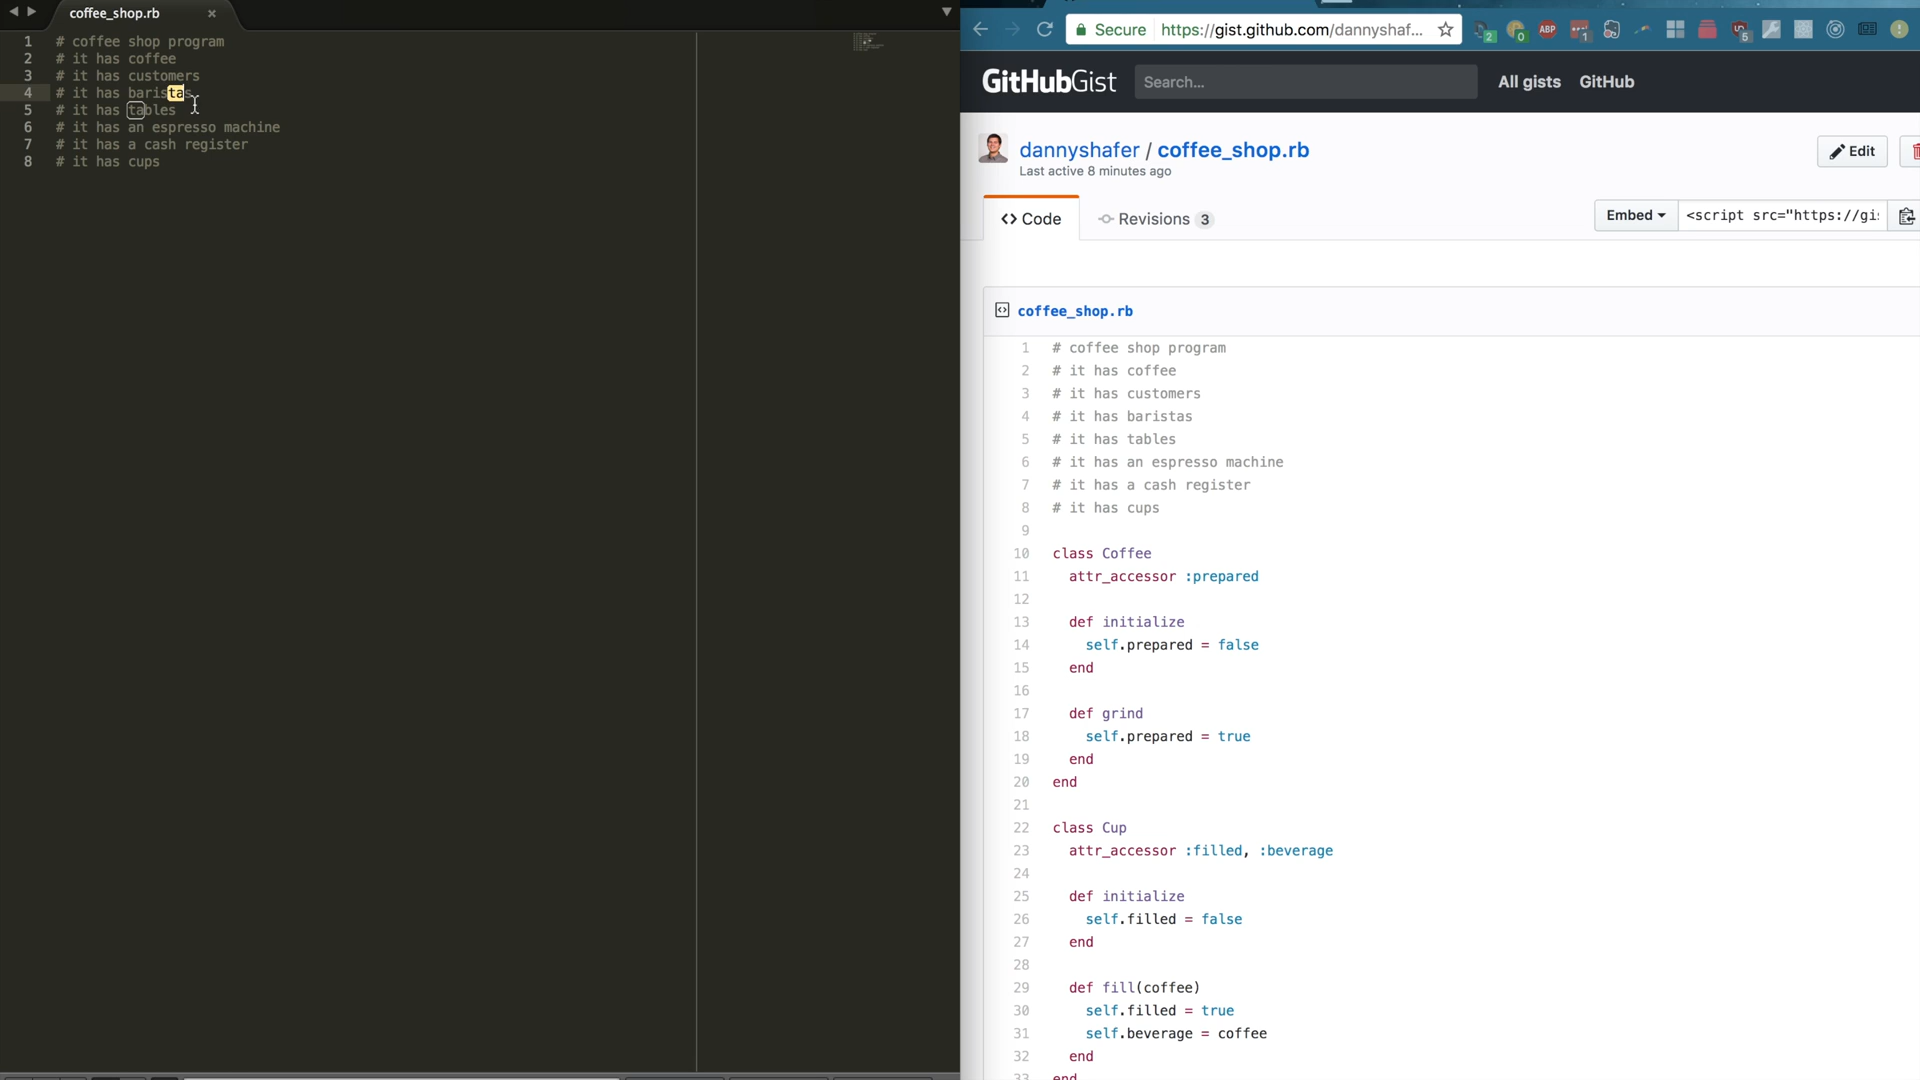 coffee_shop.rb ×
1 # coffee shop program
2 # it has coffee
3 # it has customers
4 # it has baristas
5 # it has tables
6 # it has an espresso machine
7 # it has a cash register
8 # it has cups
Secure https://gist.github.com/dannyshaf... 2 0 ABP 1 5
GitHubGist Search... All gists GitHub
dannyshafer / coffee_shop.rb Edit
Last active 8 minutes ago
<> Code Revisions 3 Embed <script src="https://gi
coffee_shop.rb
1 # coffee shop program
2 # it has coffee
3 # it has customers
4 # it has baristas
5 # it has tables
6 # it has an espresso machine
7 # it has a cash register
8 # it has cups
9
10 class Coffee
11 attr_accessor :prepared
12
13 def initialize
14 self.prepared = false
15 end
16
17 def grind
18 self.prepared = true
19 end
20 end
21
22 class Cup
23 attr_accessor :filled, :beverage
24
25 def initialize
26 self.filled = false
27 end
28
29 def fill(coffee)
30 self.filled = true
31 self.beverage = coffee
32 end
33 end